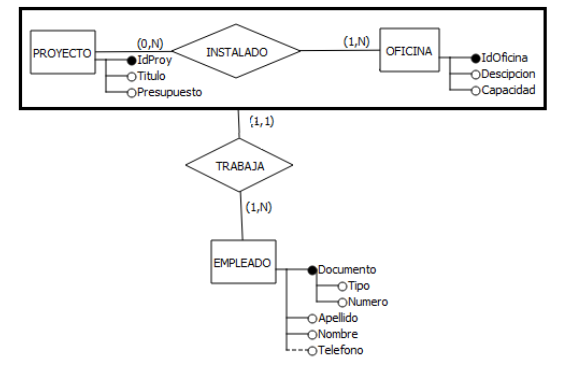 PROYECTO
(0,N)
INSTALADO
(1,N)
OFICINA
IdProy
Titulo
Presupuesto
IdOficina
Descipcion
Capacidad
(1,1)
TRABAJA
(1,N)
EMPLEADO
Documento
Tipo
Numero
Apellido
Nombre
Telefono